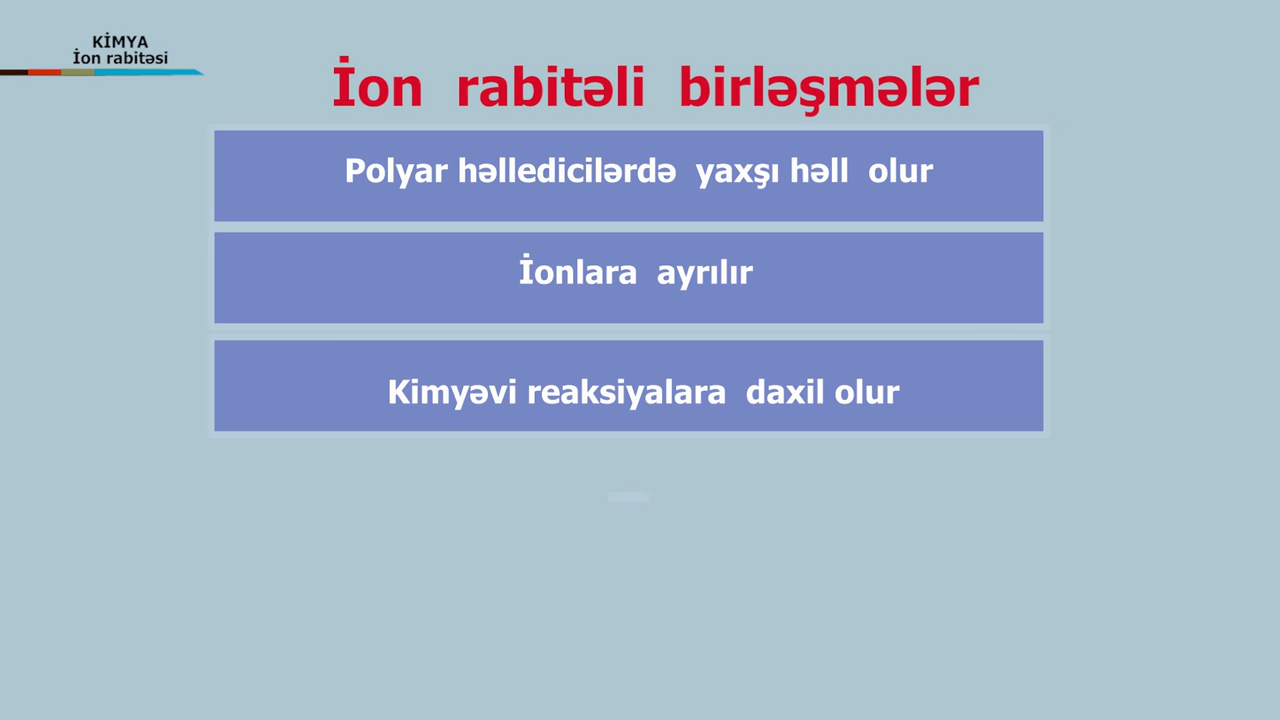 KİMYA
İon rabitəsi
İon rabitəli birləşmələr
Polyar həlledicilərdə yaxşı həll olur
İonlara ayrılır
Kimyəvi reaksiyalara daxil olur